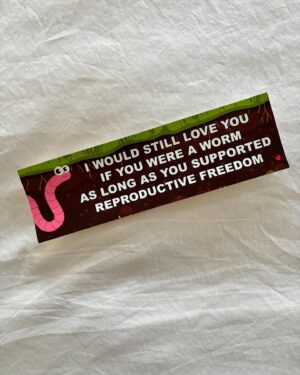 I WOULD STILL LOVE YOU
IF YOU WERE A WORM
AS LONG AS YOU SUPPORTED
REPRODUCTIVE FREEDOM